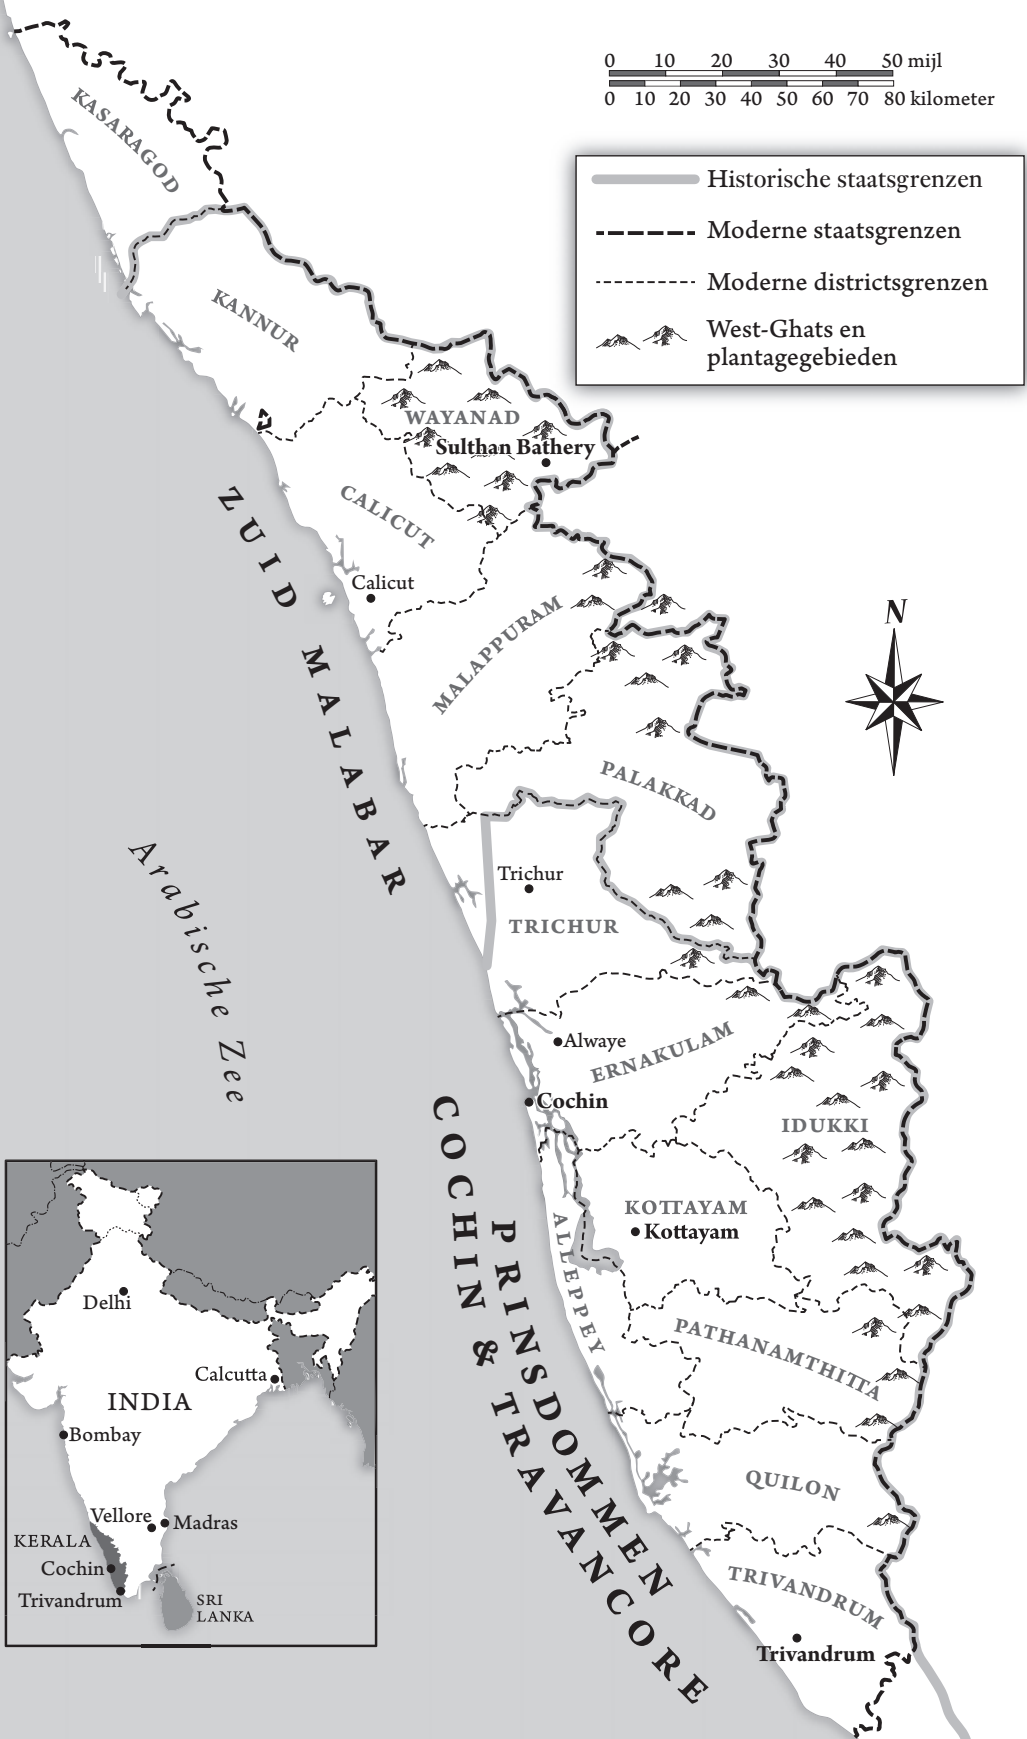 0 10 20 30 40 50 mijl
0 10 20 30 40 50 60 70 80 kilometer
Historische staatsgrenzen
Moderne staatsgrenzen
Moderne districtsgrenzen
West-Ghats en
plantagegebieden
KASARAGOD
KANNUR
WAYANAD
Sulthan Bathery
CALICUT
Calicut
MALAPPURAM
N
PALAKKAD
ZUID MALABAR
Trichur
TRICHUR
Arabische Zee
Alwaye
ERNAKULAM
Cochin
IDUKKI
KOTTAYAM
Kottayam
ALLEPPEY
PRINSDOMMEN
COCHIN & TRAVANCORE
PATHANAMTHITTA
QUILON
TRIVANDRUM
Trivandrum
Delhi
Calcutta
INDIA
Bombay
Vellore
Madras
KERALA
Cochin
Trivandrum
SRI
LANKA